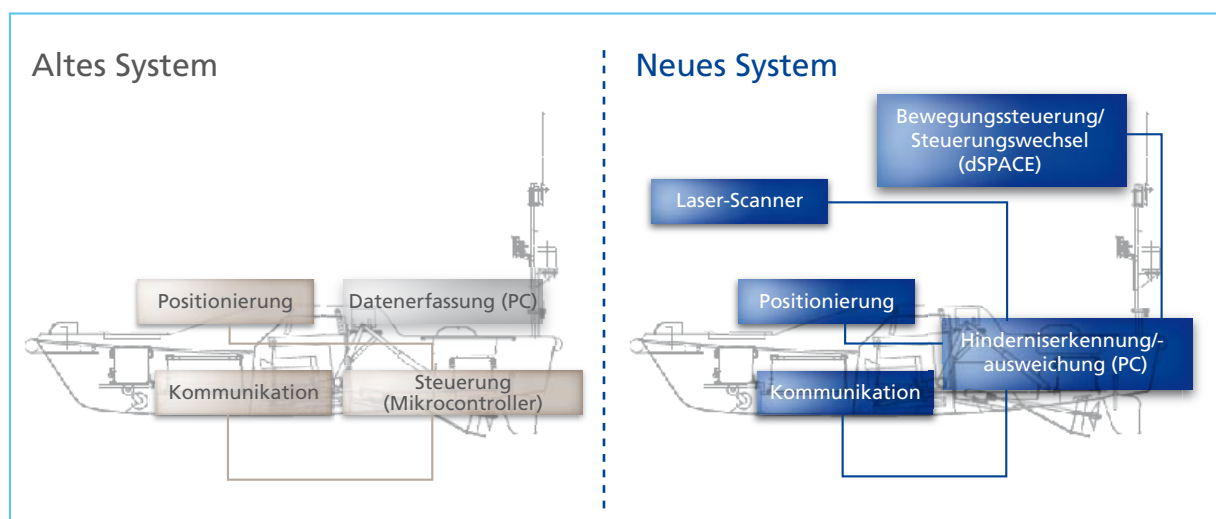 Altes System
Positionierung
Datenerfassung (PC)
Kommunikation
Steuerung
(Mikrocontroller)
Neues System
Bewegungssteuerung/
Steuerungswechsel
(dSPACE)
Laser-Scanner
Positionierung
Hinderniserkennung/-
ausweichung (PC)
Kommunikation